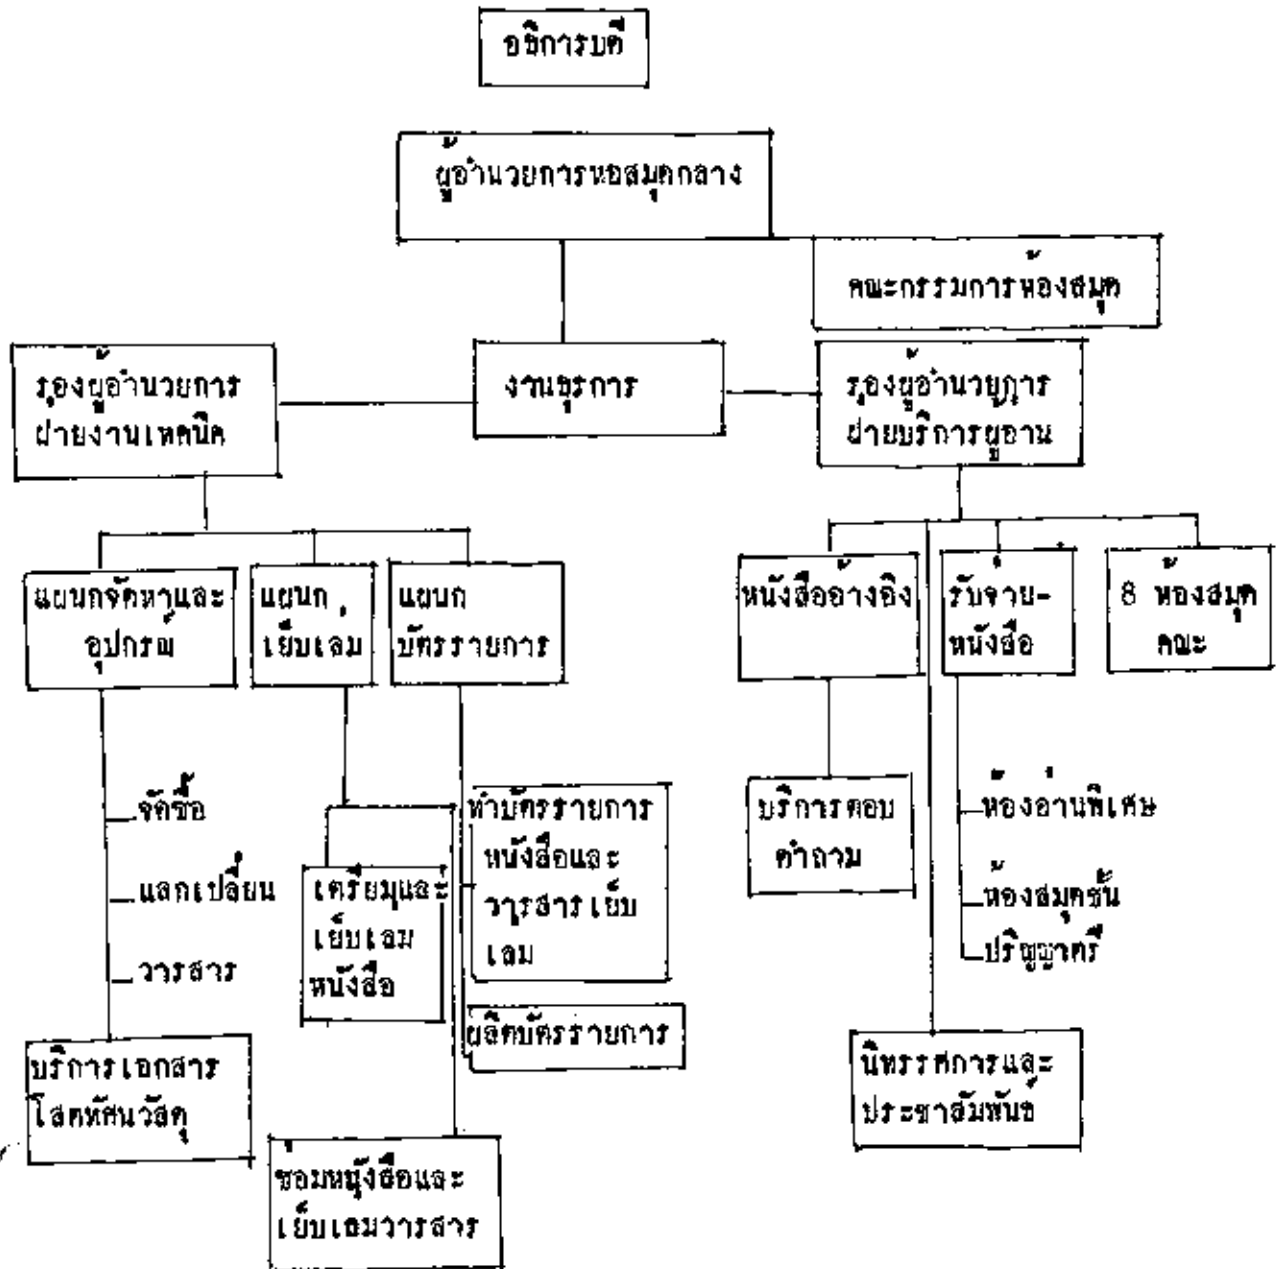 อธิการบดี
ผู้อำนวยการหอสมุดกลาง
คณะกรรมการห้องสมุด
รองผู้อำนวยการ
ฝ่ายงานเทคนิค
งานธุรการ
รองผู้อำนวยการ
ฝ่ายบริการผู้อ่าน
แผนกจัดหาและ
อุปกรณ์
แผนก
เย็บเล่ม
แผนก
บัตรรายการ
หนังสืออ้างอิง
รับจ่าย-
หนังสือ
8 ห้องสมุด
คณะ
จัดซื้อ
แลกเปลี่ยน
วารสาร
บริการเอกสาร
โสตทัศนวัสดุ
เตรียมและ
เย็บเล่ม
หนังสือ
ซ่อมหนังสือและ
เย็บเล่มวารสาร
ทำบัตรรายการ
หนังสือและ
วารสารเย็บ
เล่ม
ผลิตบัตรรายการ
บริการตอบ
คำถาม
ห้องอ่านพิเศษ
ห้องสมุดชั้น
ปริญญาตรี
นิทรรศการและ
ประชาสัมพันธ์